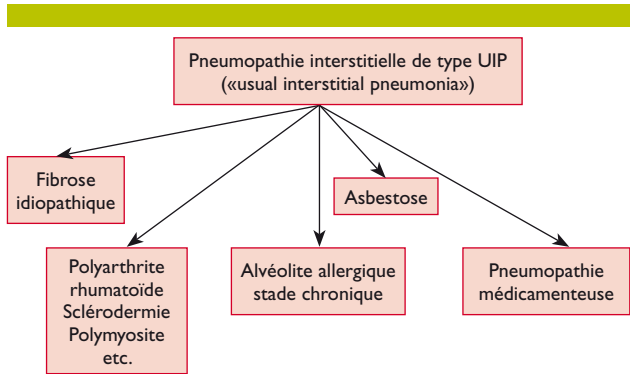 Pneumopathie interstitielle de type UIP
(«usual interstitial pneumonia»)
Fibrose
idiopathique
Asbestose
Polyarthrite
rhumatoïde
Sclérodermie
Polymyosite
etc.
Alvéolite allergique
stade chronique
Pneumopathie
médicamenteuse